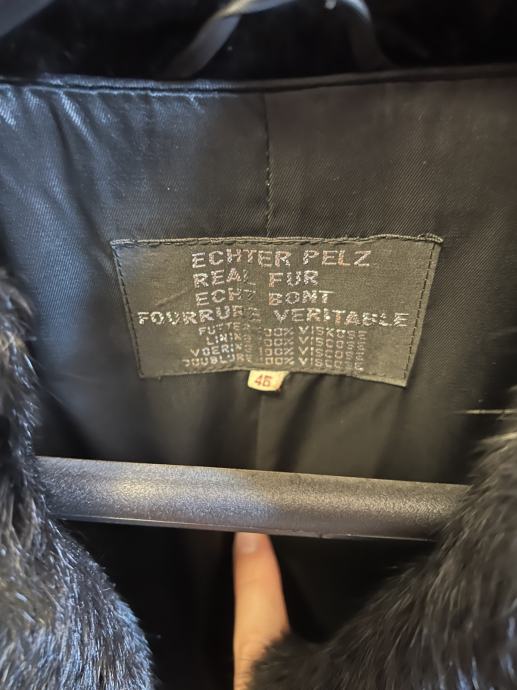 ECHTER PELZ
REAL FUR
ECHT BONT
FOURRURE VERITABLE
FUTTER 100% VISKOSE
LINING 100% VISCOSE
VOERING 100% VISCOSE
DOUBLURE 100% VISCOSE
46